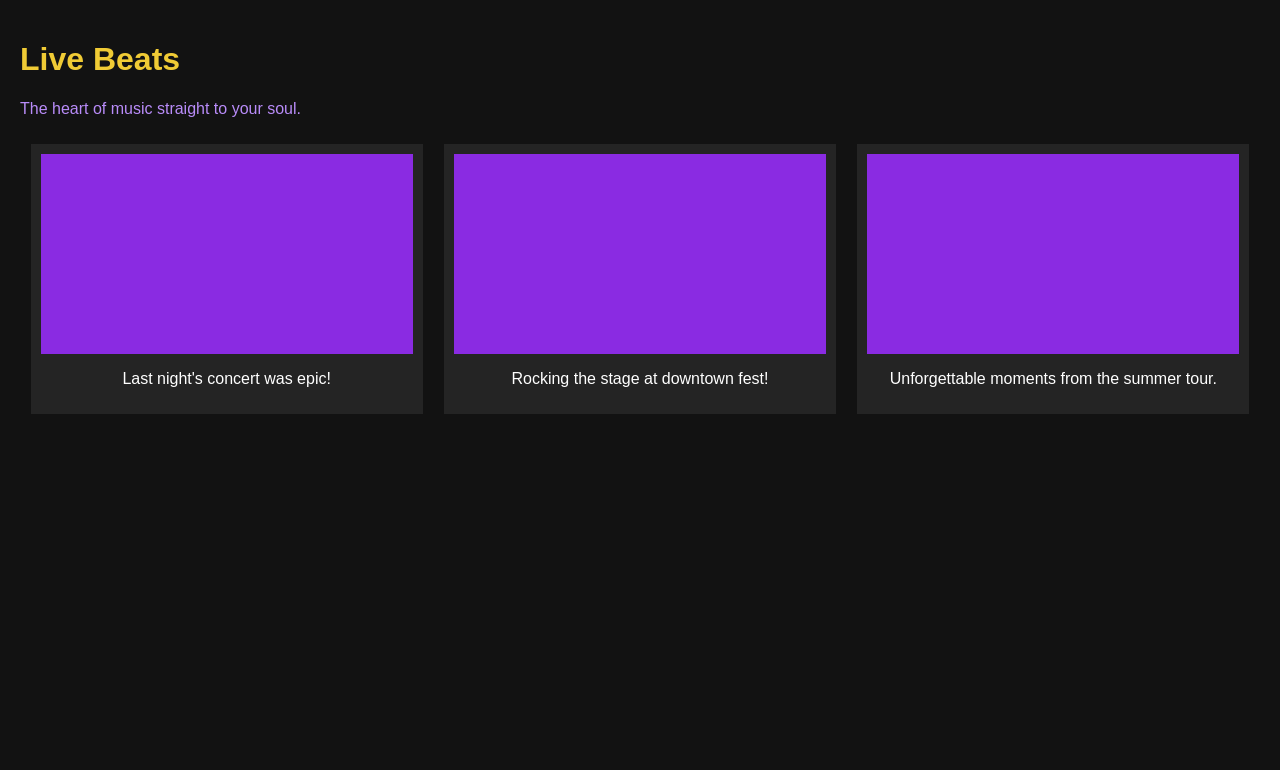 Live Beats
The heart of music straight to your soul.
Last night's concert was epic!
Rocking the stage at downtown fest!
Unforgettable moments from the summer tour.